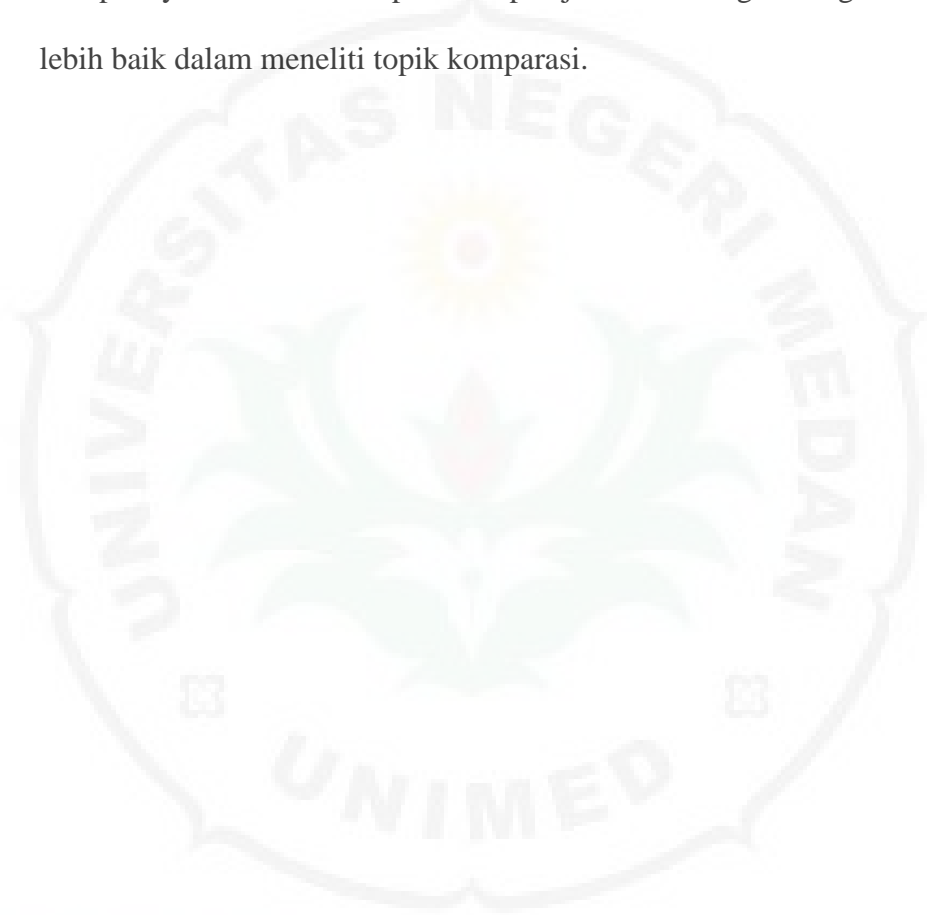 lebih baik dalam meneliti topik komparasi.
UNIVERSITAS NEGERI MEDAN
UNIMED